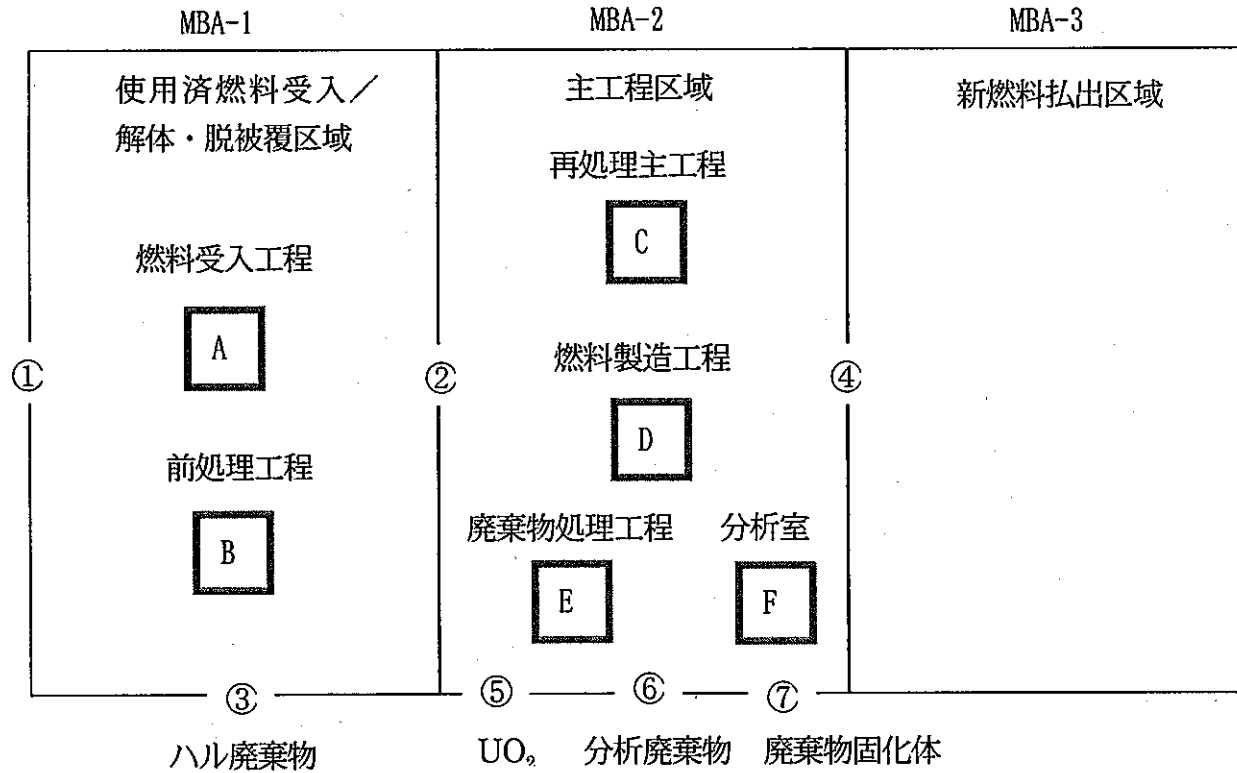 MBA-1
MBA-2
MBA-3
使用済燃料受入／
解体・脱被覆区域
主工程区域
新燃料払出区域
再処理主工程
C
燃料受入工程
A
燃料製造工程
D
①
②
④
前処理工程
B
廃棄物処理工程
分析室
E
F
③
⑤
⑥
⑦
ハル廃棄物
UO₂
分析廃棄物
廃棄物固化体